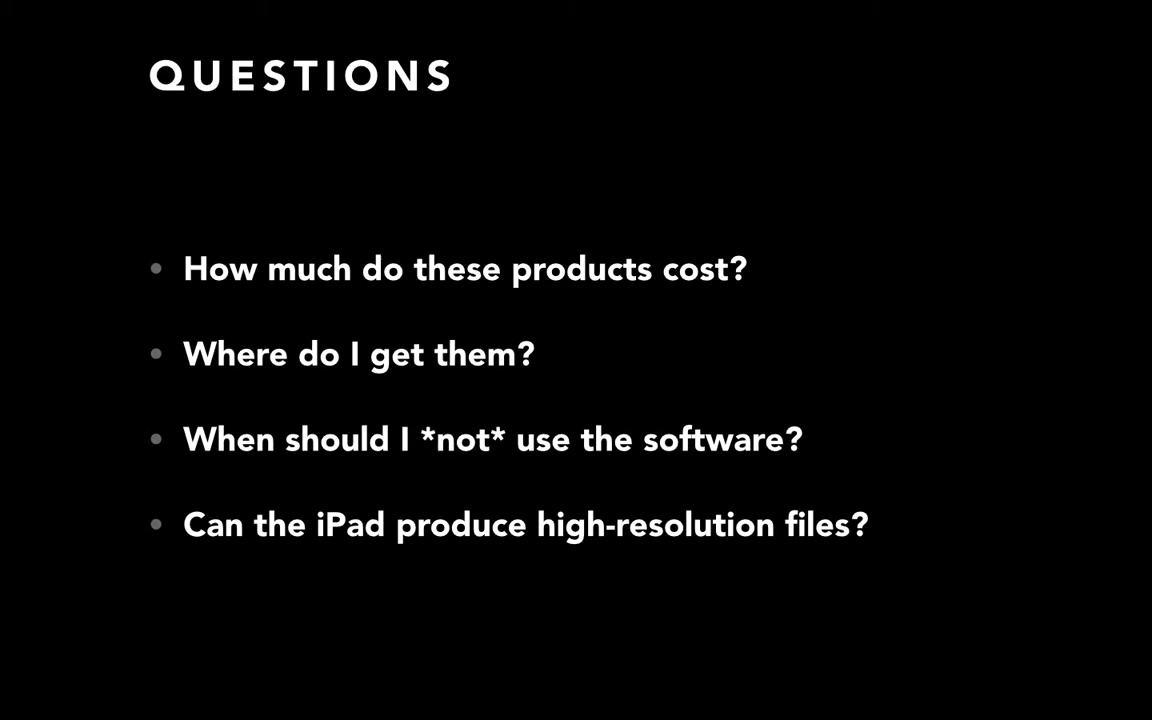 QUESTIONS
• How much do these products cost?
• Where do I get them?
• When should I *not* use the software?
• Can the iPad produce high-resolution files?